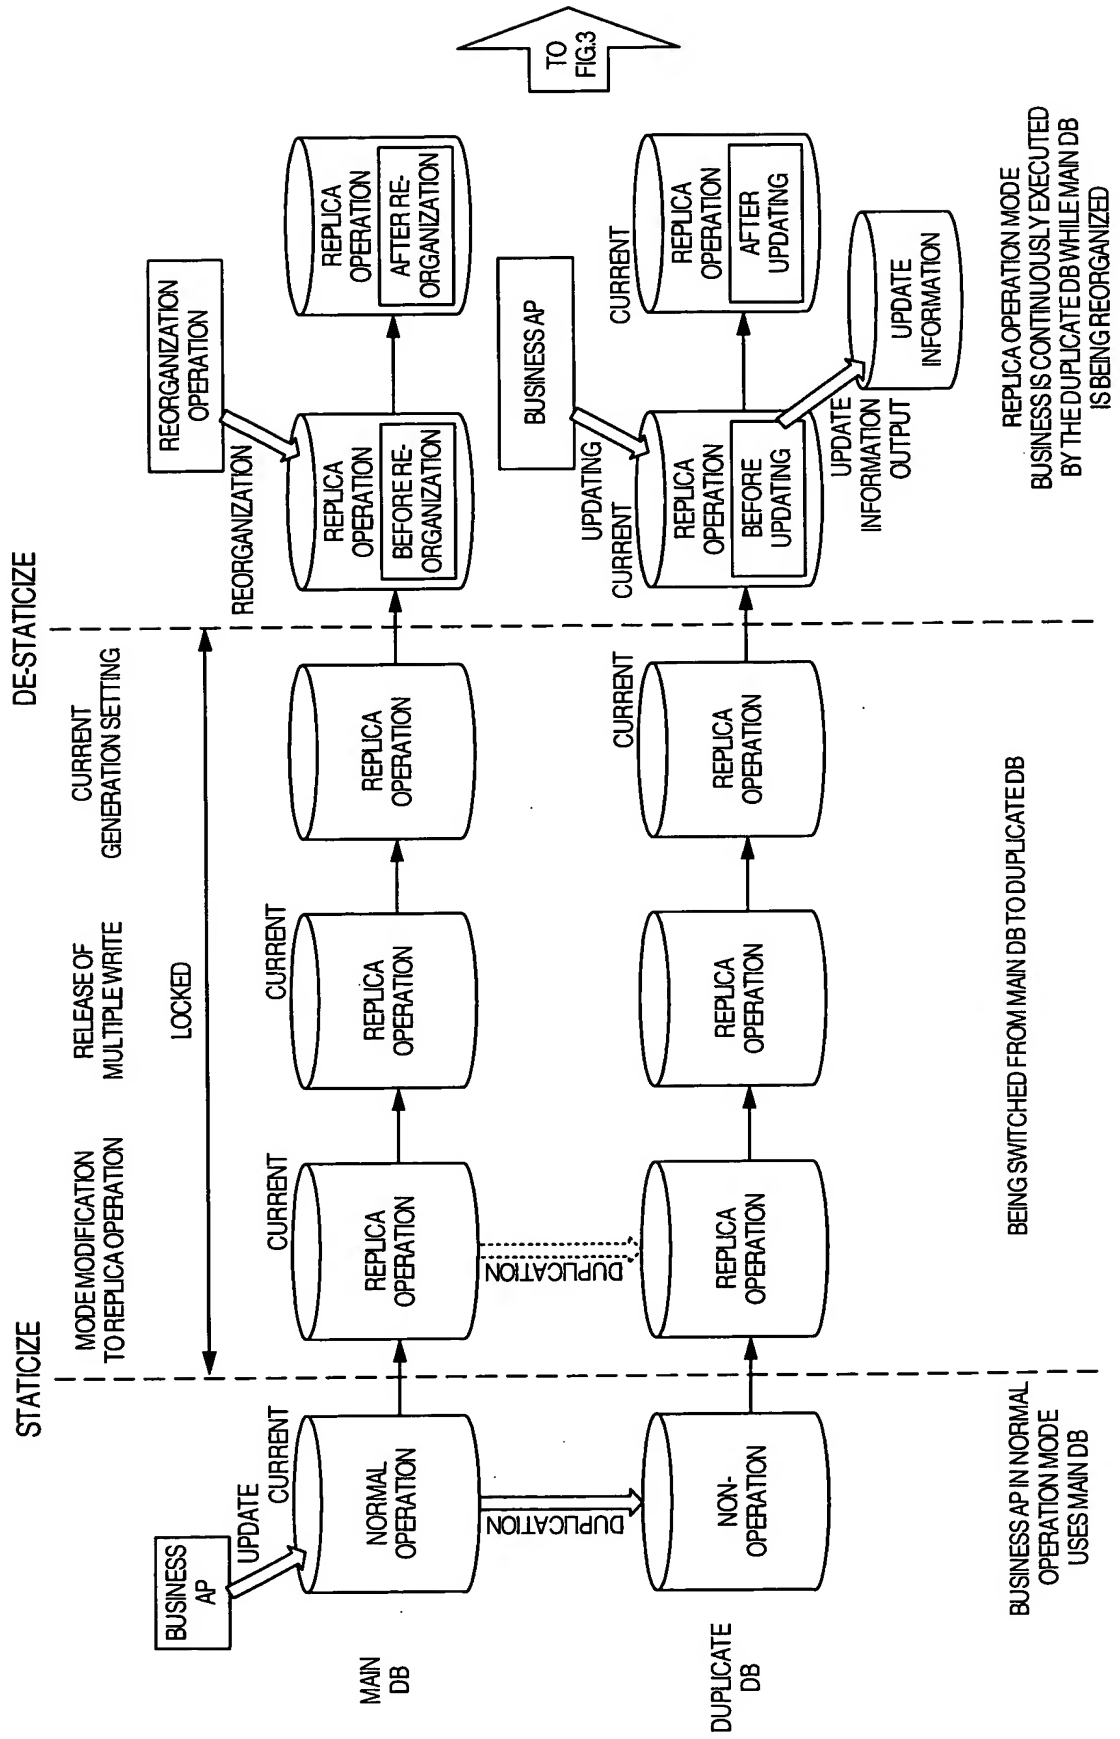 STATICIZE
DE-STATICIZE
MODE MODIFICATION
TO REPLICA OPERATION
RELEASE OF
MULTIPLE WRITE
CURRENT
GENERATION SETTING
LOCKED
BUSINESS
AP
UPDATE
CURRENT
CURRENT
CURRENT
REORGANIZATION
OPERATION
REORGANIZATION
MAIN
DB
NORMAL
OPERATION
REPLICA
OPERATION
REPLICA
OPERATION
REPLICA
OPERATION
REPLICA
OPERATION
BEFORE RE-
ORGANIZATION
REPLICA
OPERATION
AFTER RE-
ORGANIZATION
DUPLICATION
DUPLICATION
BUSINESS AP
UPDATING
CURRENT
CURRENT
CURRENT
DUPLICATE
DB
NON-
OPERATION
REPLICA
OPERATION
REPLICA
OPERATION
REPLICA
OPERATION
REPLICA
OPERATION
BEFORE
UPDATING
REPLICA
OPERATION
AFTER
UPDATING
TO
FIG.3
UPDATE
INFORMATION
OUTPUT
UPDATE
INFORMATION
BUSINESS AP IN NORMAL
OPERATION MODE
USES MAIN DB
BEING SWITCHED FROM MAIN DB TO DUPLICATED DB
REPLICA OPERATION MODE
BUSINESS IS CONTINUOUSLY EXECUTED
BY THE DUPLICATED DB WHILE MAIN DB
IS BEING REORGANIZED